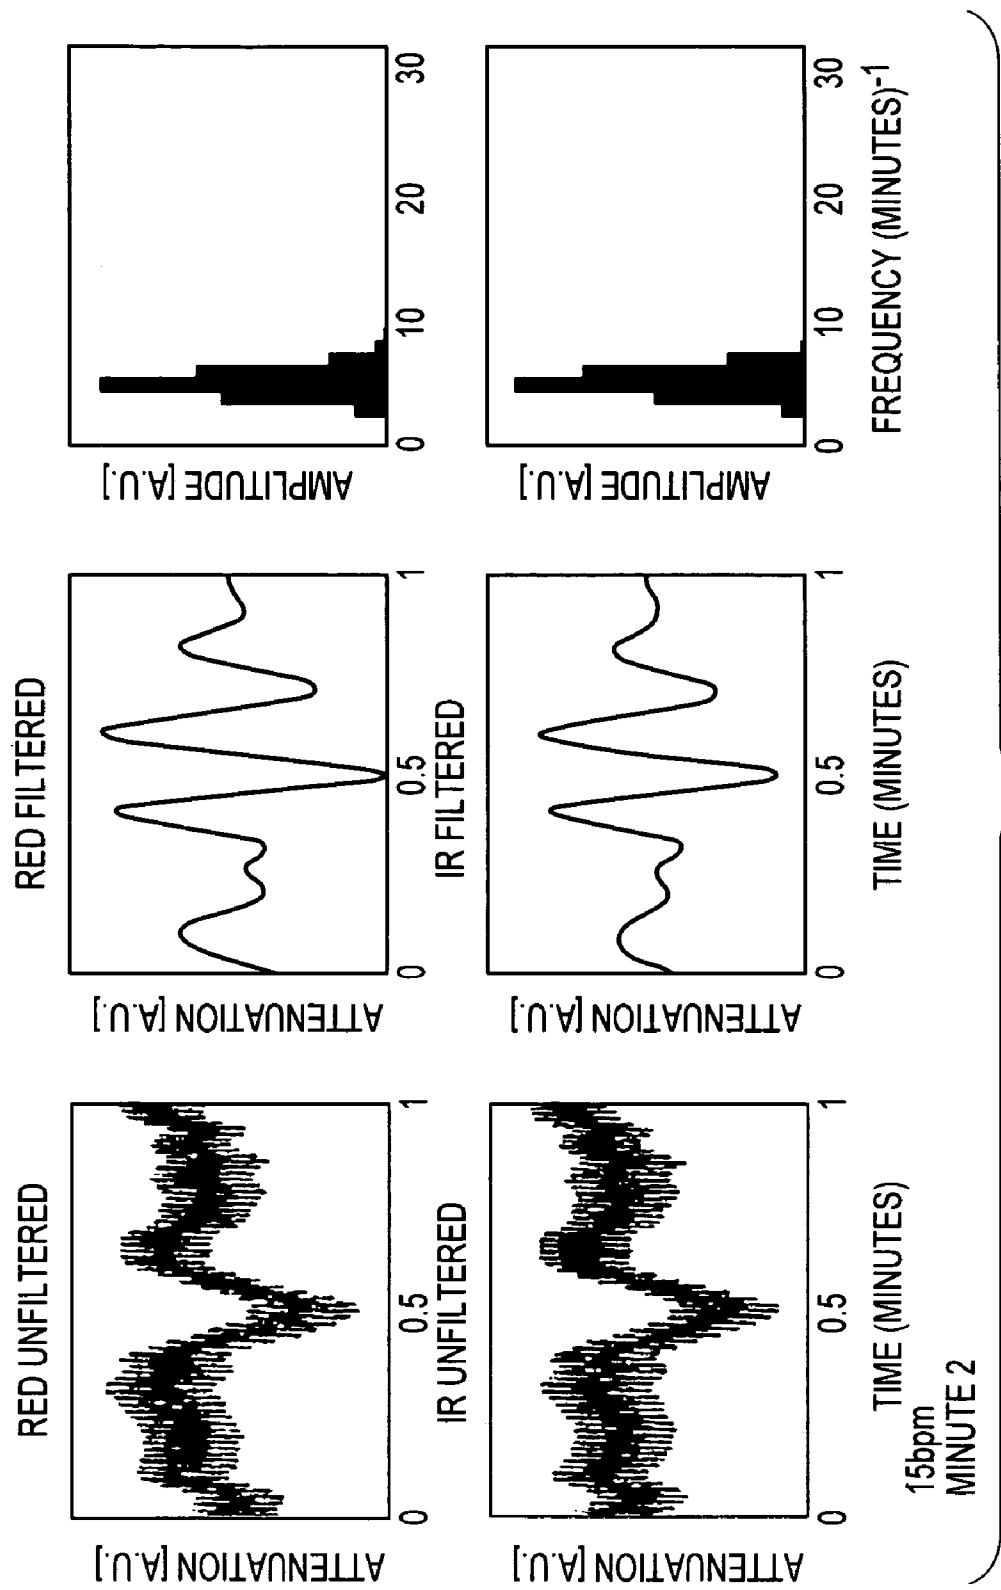 RED UNFILTERED
ATTENUATION [A.U.]
0 0.5 1
RED FILTERED
ATTENUATION [A.U.]
0 0.5 1
AMPLITUDE [A.U.]
0 10 20 30
IR UNFILTERED
ATTENUATION [A.U.]
0 0.5 1
TIME (MINUTES)
IR FILTERED
ATTENUATION [A.U.]
0 0.5 1
TIME (MINUTES)
AMPLITUDE [A.U.]
0 10 20 30
FREQUENCY (MINUTES)-1
15bpm
MINUTE 2